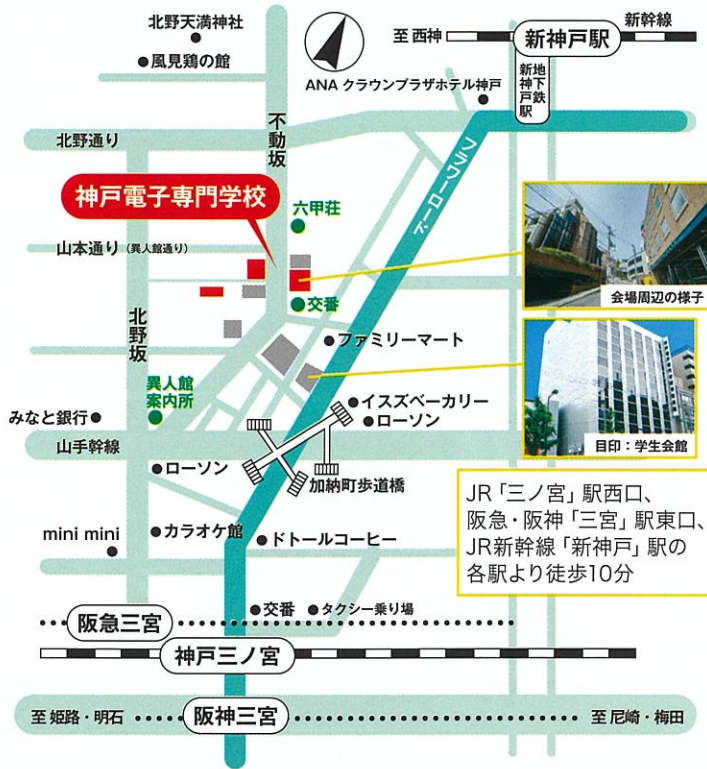 北野天満神社
風見鶏の館
至 西神
新神戸駅
新幹線
ANA クラウンプラザホテル神戸
地下鉄
新神戸駅
不動坂
北野通り
フラワーロード
神戸電子専門学校
六甲荘
山本通り(異人館通り)
会場周辺の様子
交番
北野坂
ファミリーマート
異人館
案内所
イスズベーカリー
みなと銀行
ローソン
目印:学生会館
山手幹線
ローソン
加納町歩道橋
JR「三ノ宮」駅西口、
阪急・阪神「三宮」駅東口、
JR新幹線「新神戸」駅の
各駅より徒歩10分
mini mini
カラオケ館
ドトールコーヒー
交番
タクシー乗り場
阪急三宮
神戸三ノ宮
至 姫路・明石
阪神三宮
至 尼崎・梅田